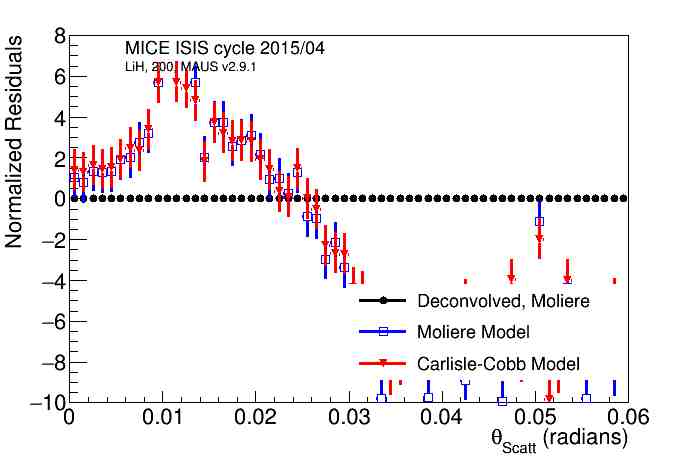 MICE ISIS cycle 2015/04
LiH, 200, MAUS v2.9.1
Normalized Residuals
8
6
4
2
0
−2
−4
−6
−8
−10
Deconvolved, Moliere
Moliere Model
Carlisle-Cobb Model
0 0.01 0.02 0.03 0.04 0.05 0.06
θScatt (radians)